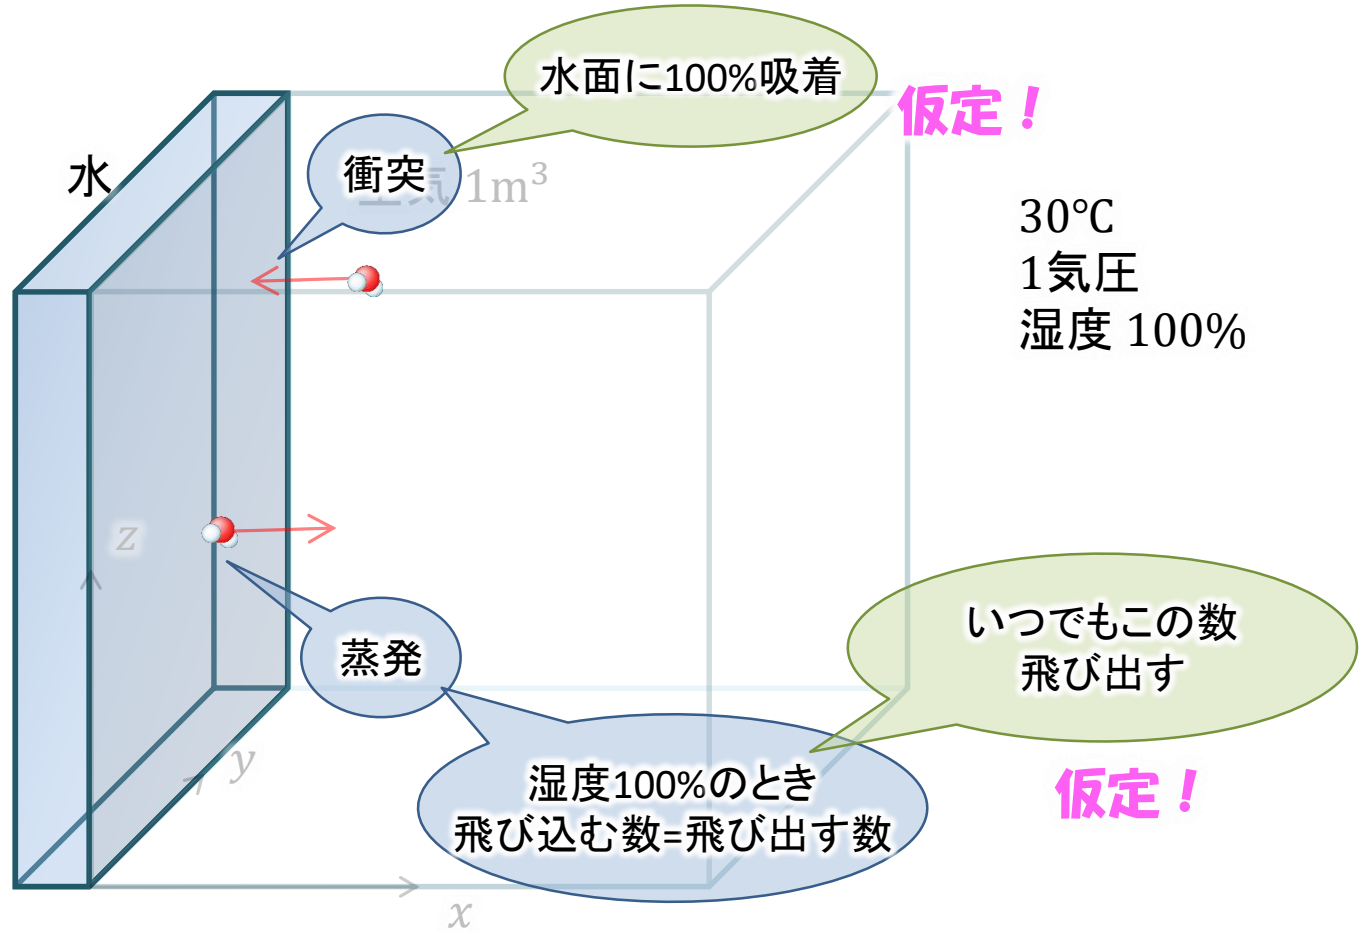 水面に100%吸着
仮定！
水
衝突
空気 1m³
30℃
1気圧
湿度 100%
z
蒸発
いつでもこの数
飛び出す
y
湿度100%のとき
飛び込む数=飛び出す数
仮定！
x